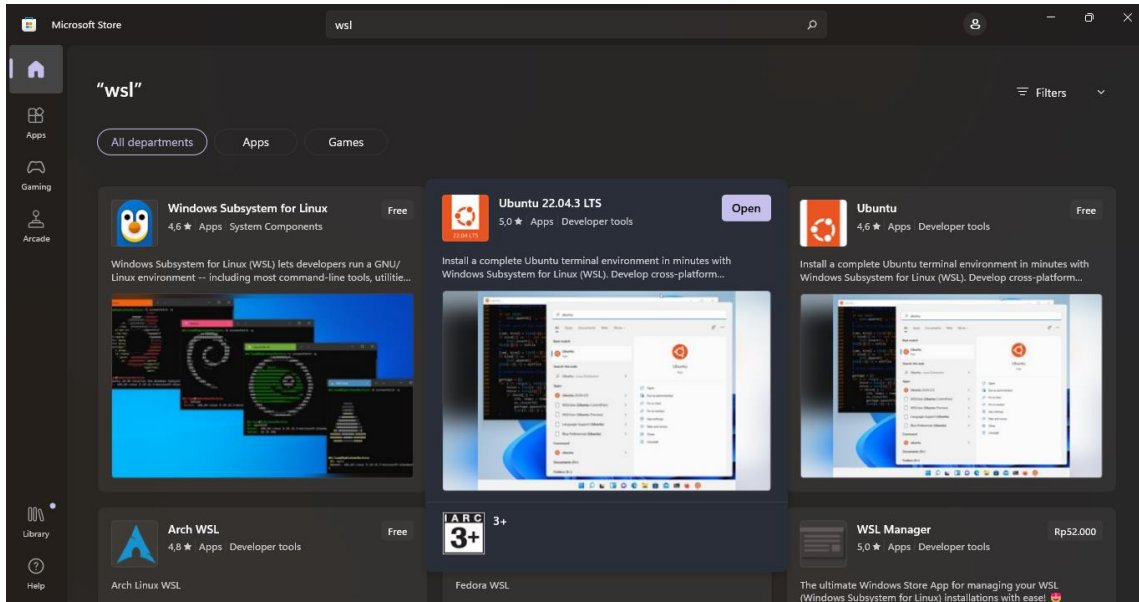 Microsoft Store
wsl
"wsl"
Filters
All departments
Apps
Games
Apps
Gaming
Arcade
Library
Help
Windows Subsystem for Linux
Free
4,6 ★ Apps System Components
Windows Subsystem for Linux (WSL) lets developers run a GNU/
Linux environment -- including most command-line tools, utilitie...
22.04 LTS
Ubuntu 22.04.3 LTS
Open
5,0 ★ Apps Developer tools
Install a complete Ubuntu terminal environment in minutes with
Windows Subsystem for Linux (WSL). Develop cross-platform...
IARC
3+
3+
Ubuntu
Free
4,6 ★ Apps Developer tools
Install a complete Ubuntu terminal environment in minutes with
Windows Subsystem for Linux (WSL). Develop cross-platform...
Arch WSL
Free
4,8 ★ Apps Developer tools
Arch Linux WSL
Fedora WSL
WSL Manager
Rp52.000
5,0 ★ Apps Developer tools
The ultimate Windows Store App for managing your WSL
(Windows Subsystem for Linux) installations with ease! 🤩